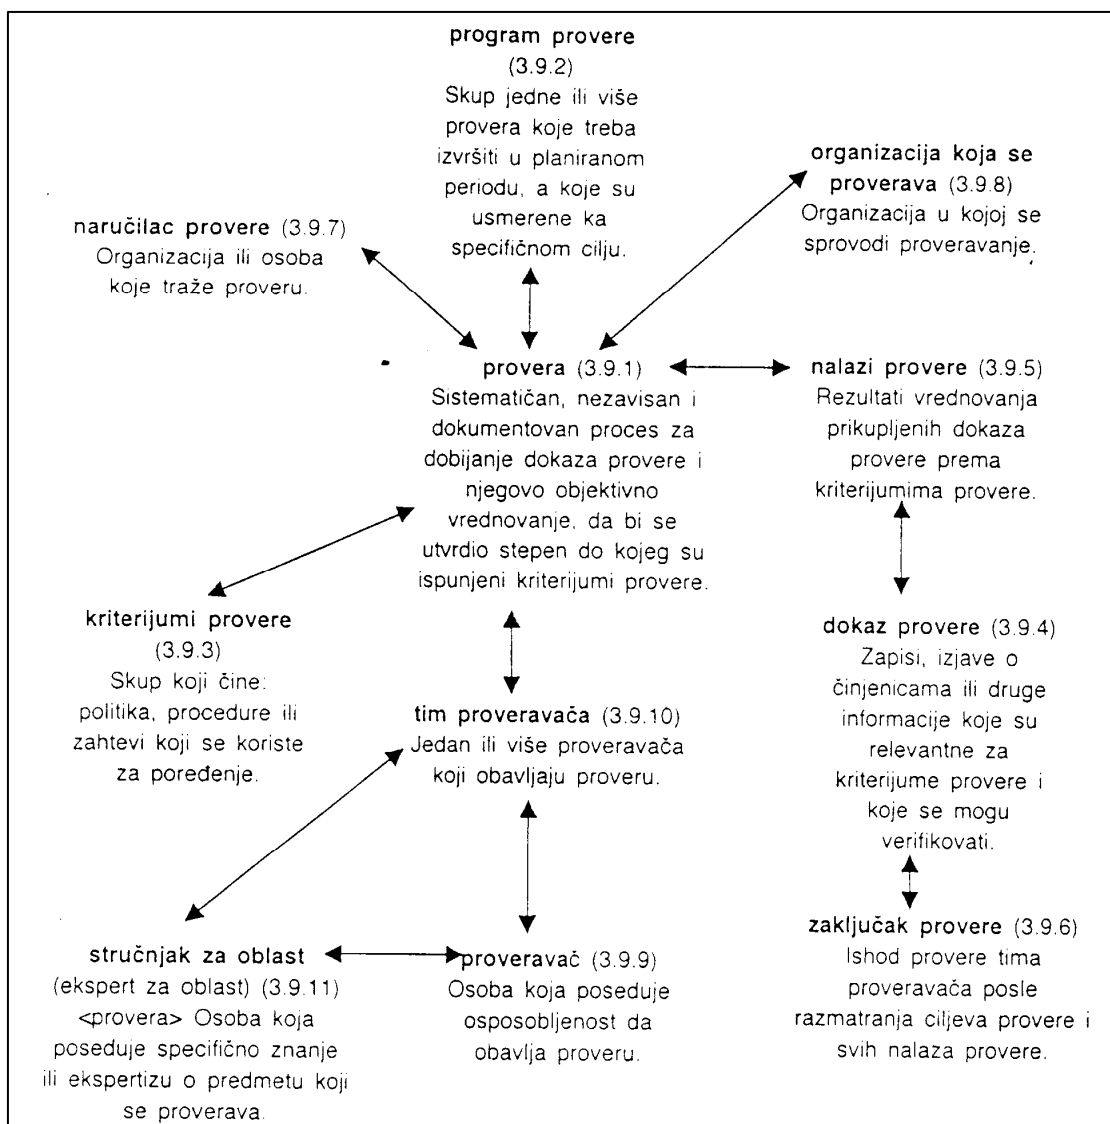 program provere
(3.9.2)
Skup jedne ili više
provera koje treba
izvršiti u planiranom
periodu, a koje su
usmerene ka
specifičnom cilju.
organizacija koja se
proverava (3.9.8)
Organizacija u kojoj se
sprovodi proveravanje.
naručilac provere (3.9.7)
Organizacija ili osoba
koje traže proveru.
provera (3.9.1)
Sistematičan, nezavisan i
dokumentovan proces za
dobijanje dokaza provere i
njegovo objektivno
vrednovanje, da bi se
utvrdio stepen do kojeg su
ispunjeni kriterijumi provere.
nalazi provere (3.9.5)
Rezultati vrednovanja
prikupljenih dokaza
provere prema
kriterijumima provere.
kriterijumi provere
(3.9.3)
Skup koji čine:
politika, procedure ili
zahtevi koji se koriste
za poređenje.
tim proveravača (3.9.10)
Jedan ili više proveravača
koji obavljaju proveru.
dokaz provere (3.9.4)
Zapisi, izjave o
činjenicama ili druge
informacije koje su
relevantne za
kriterijume provere i
koje se mogu
verifikovati.
stručnjak za oblast
(ekspert za oblast) (3.9.11)
<provera> Osoba koja
poseduje specifično znanje
ili ekspertizu o predmetu koji
se proverava.
proveravač (3.9.9)
Osoba koja poseduje
osposobljenost da
obavlja proveru.
zaključak provere (3.9.6)
Ishod provere tima
proveravača posle
razmatranja ciljeva provere i
svih nalaza provere.